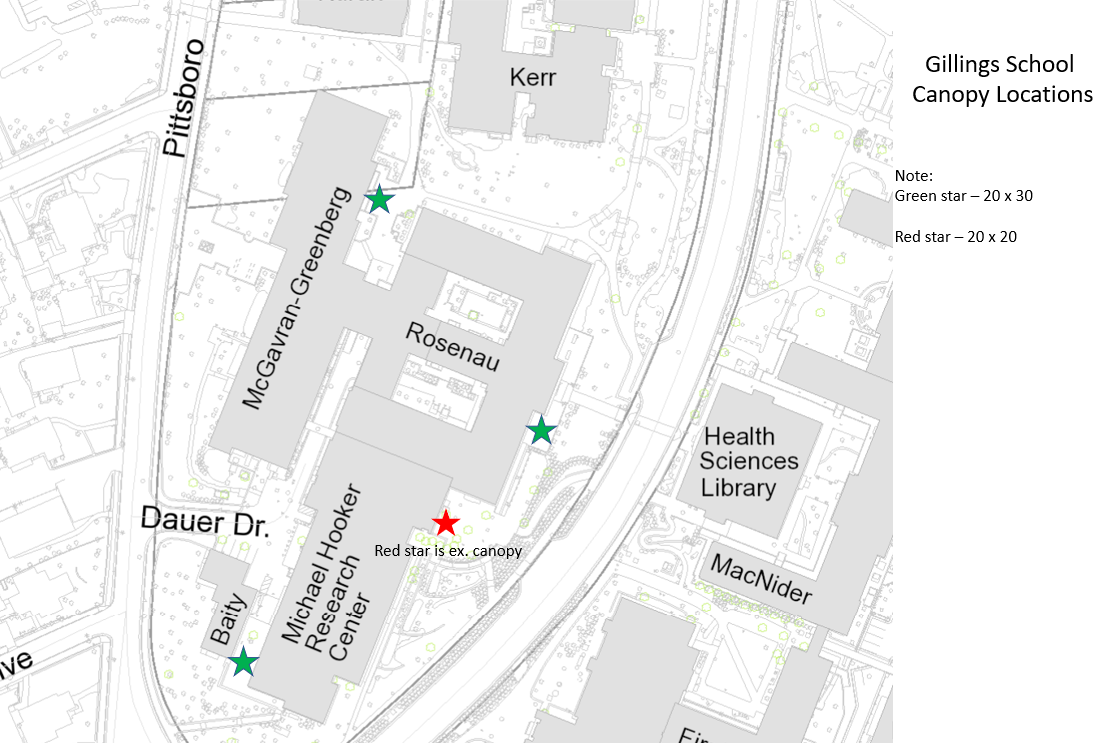 Gillings School
Canopy Locations
Note:
Green star – 20 x 30
Red star – 20 x 20
Pittsboro
Kerr
McGavran-Greenberg
Rosenau
Health
Sciences
Library
Dauer Dr.
Red star is ex. canopy
Michael Hooker
Research
Center
MacNider
Baity